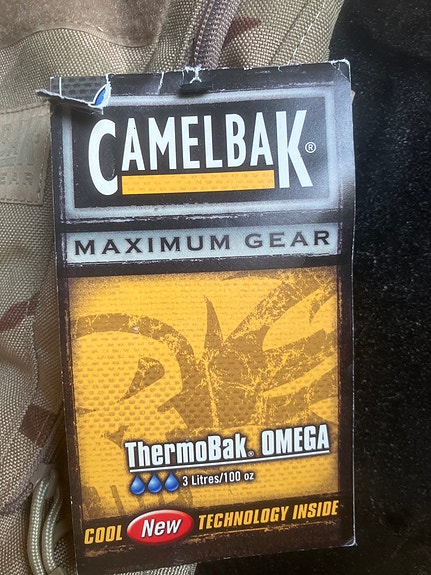 CAMELBAK®
MAXIMUM GEAR
ThermoBak® OMEGA
3 Litres/100 oz
COOL New TECHNOLOGY INSIDE